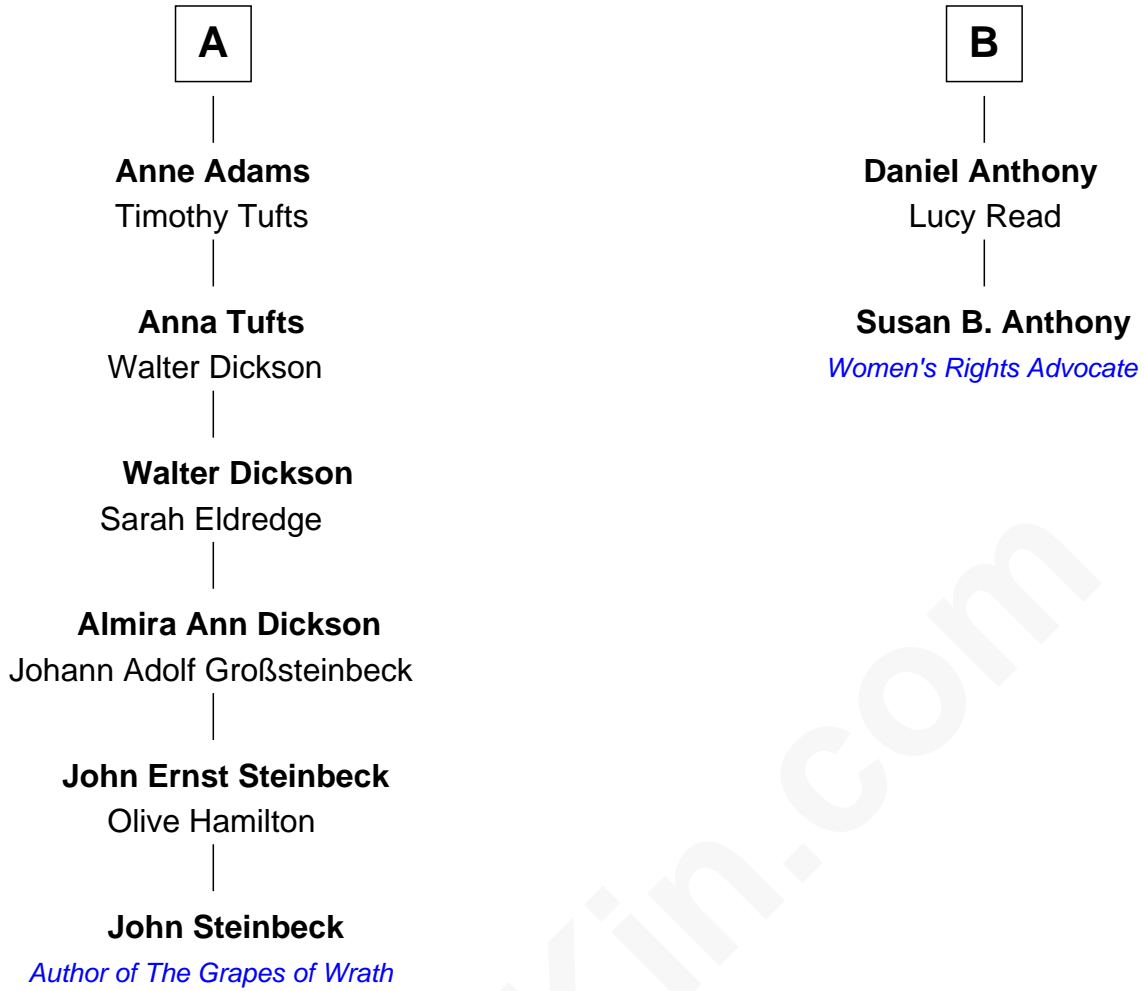 A
Anne Adams
Timothy Tufts
Anna Tufts
Walter Dickson
Walter Dickson
Sarah Eldredge
Almira Ann Dickson
Johann Adolf Großsteinbeck
John Ernst Steinbeck
Olive Hamilton
John Steinbeck
Author of The Grapes of Wrath
B
Daniel Anthony
Lucy Read
Susan B. Anthony
Women's Rights Advocate
Kin.com